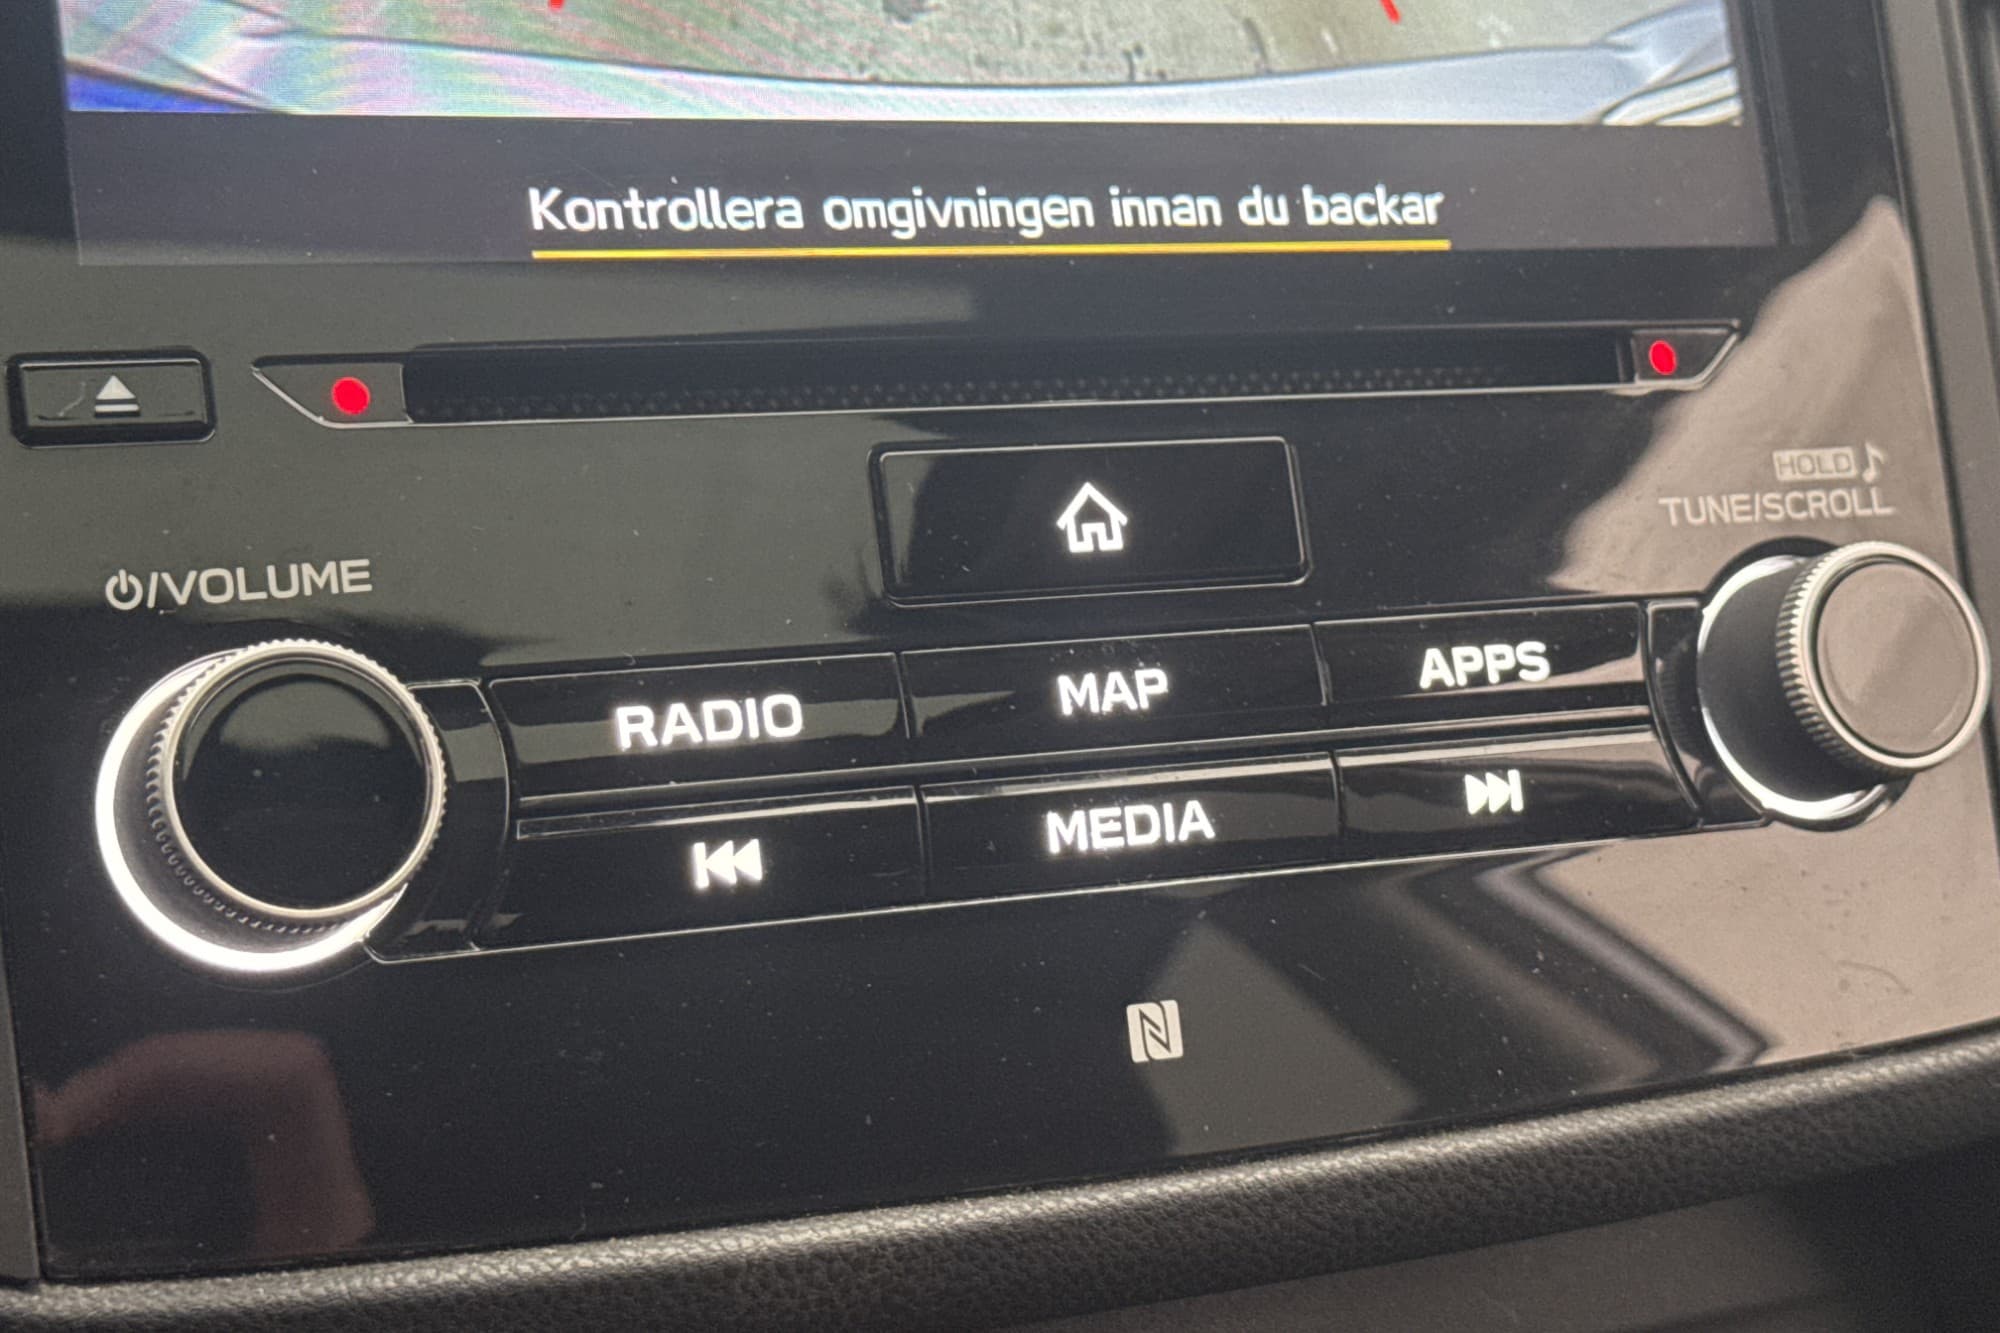 Kontrollera omgivningen innan du backar
HOLD
TUNE/SCROLL
/VOLUME
RADIO
MAP
APPS
MEDIA